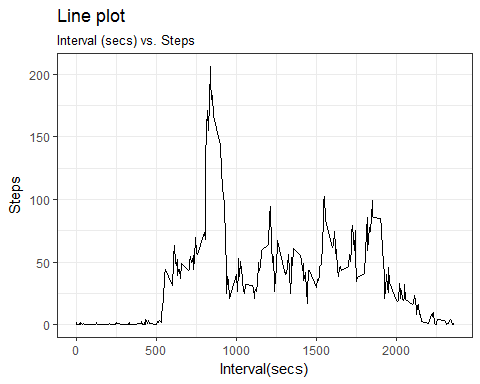 Line plot
Interval (secs) vs. Steps
200
150
100
50
0
Steps
0 500 1000 1500 2000
Interval(secs)